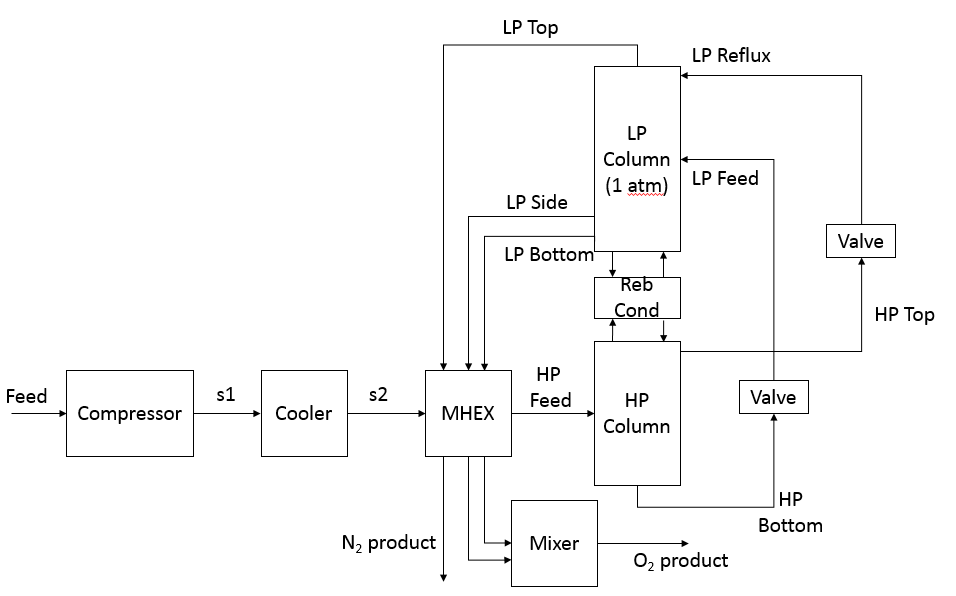 LP Top
LP Reflux
LP
Column
(1 atm)
LP Feed
LP Side
LP Bottom
Valve
Reb
Cond
HP Top
HP
Feed
Feed
s1
s2
Compressor
Cooler
MHEX
HP
Column
Valve
HP
Bottom
N₂ product
Mixer
O₂ product